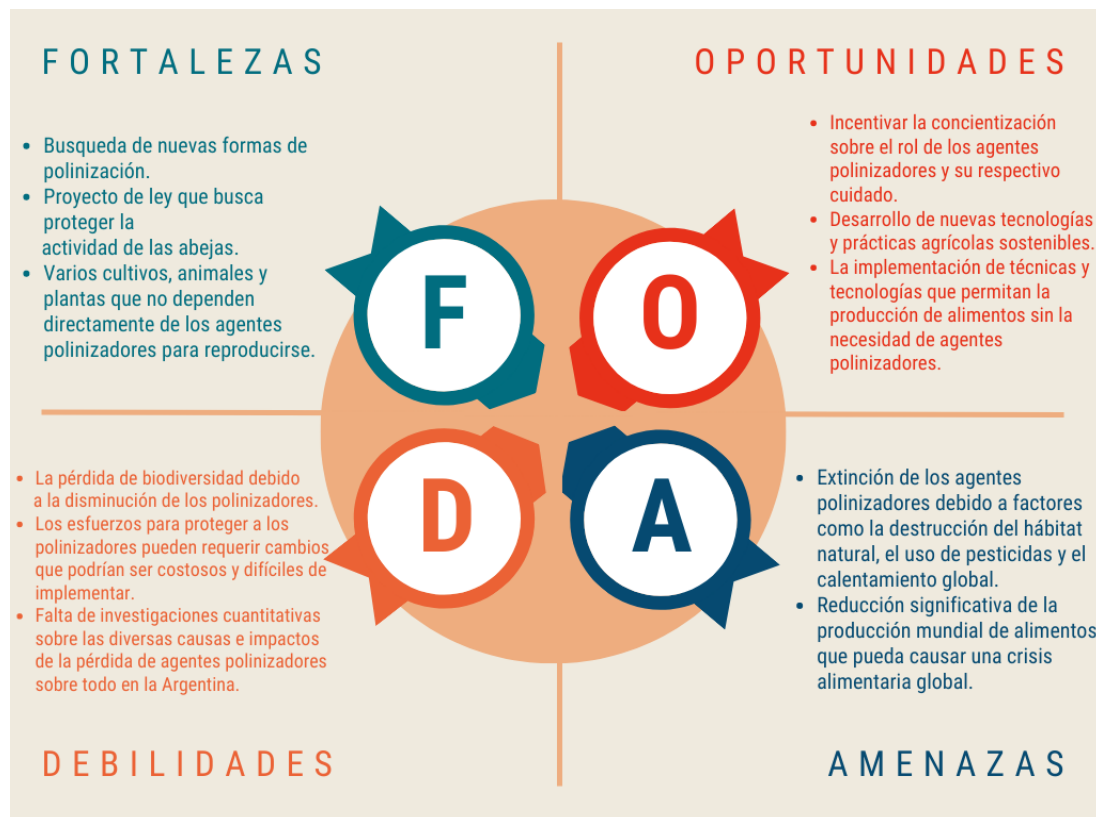 FORTALEZAS
• Busqueda de nuevas formas de
polinización.
• Proyecto de ley que busca
proteger la
actividad de las abejas.
• Varios cultivos, animales y
plantas que no dependen
directamente de los agentes
polinizadores para reproducirse.
OPORTUNIDADES
• Incentivar la concientización
sobre el rol de los agentes
polinizadores y su respectivo
cuidado.
• Desarrollo de nuevas tecnologías
y prácticas agrícolas sostenibles.
• La implementación de técnicas y
tecnologías que permitan la
producción de alimentos sin la
necesidad de agentes
polinizadores.
F
O
D
A
• La pérdida de biodiversidad debido
a la disminución de los polinizadores.
• Los esfuerzos para proteger a los
polinizadores pueden requerir cambios
que podrían ser costosos y difíciles de
implementar.
• Falta de investigaciones cuantitativas
sobre las diversas causas e impactos
de la pérdida de agentes polinizadores
sobre todo en la Argentina.
DEBILIDADES
• Extinción de los agentes
polinizadores debido a factores
como la destrucción del hábitat
natural, el uso de pesticidas y el
calentamiento global.
• Reducción significativa de la
producción mundial de alimentos
que pueda causar una crisis
alimentaria global.
AMENAZAS